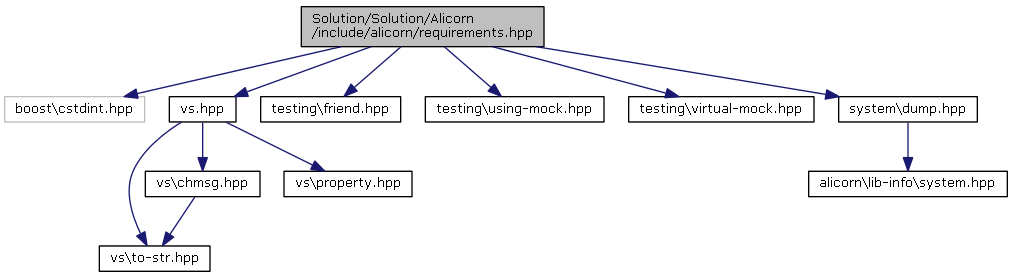 Solution/Solution/Alicorn
/include/alicorn/requirements.hpp
boost\cstdint.hpp
vs.hpp
testing\friend.hpp
testing\using-mock.hpp
testing\virtual-mock.hpp
system\dump.hpp
vs\chmsg.hpp
vs\property.hpp
alicorn\lib-info\system.hpp
vs\to-str.hpp